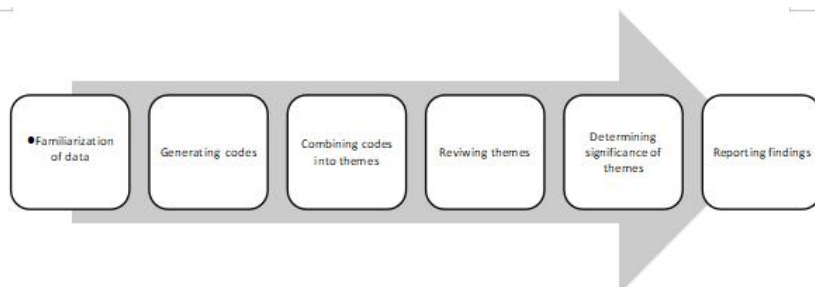 •Familiarization
of data
Generating codes
Combining codes
into themes
Reviwing themes
Determining
significance of
themes
Reporting findings